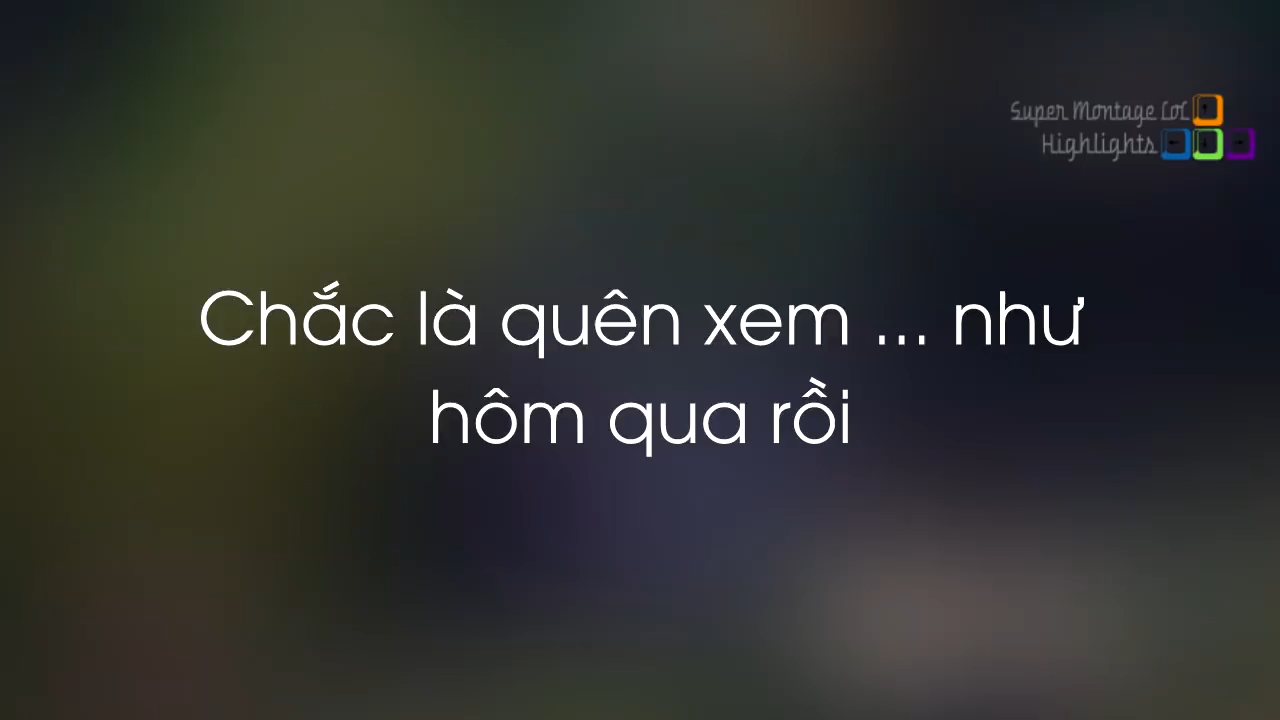 Super Montage LoL
Highlights
Chắc là quên xem ... như
hôm qua rồi